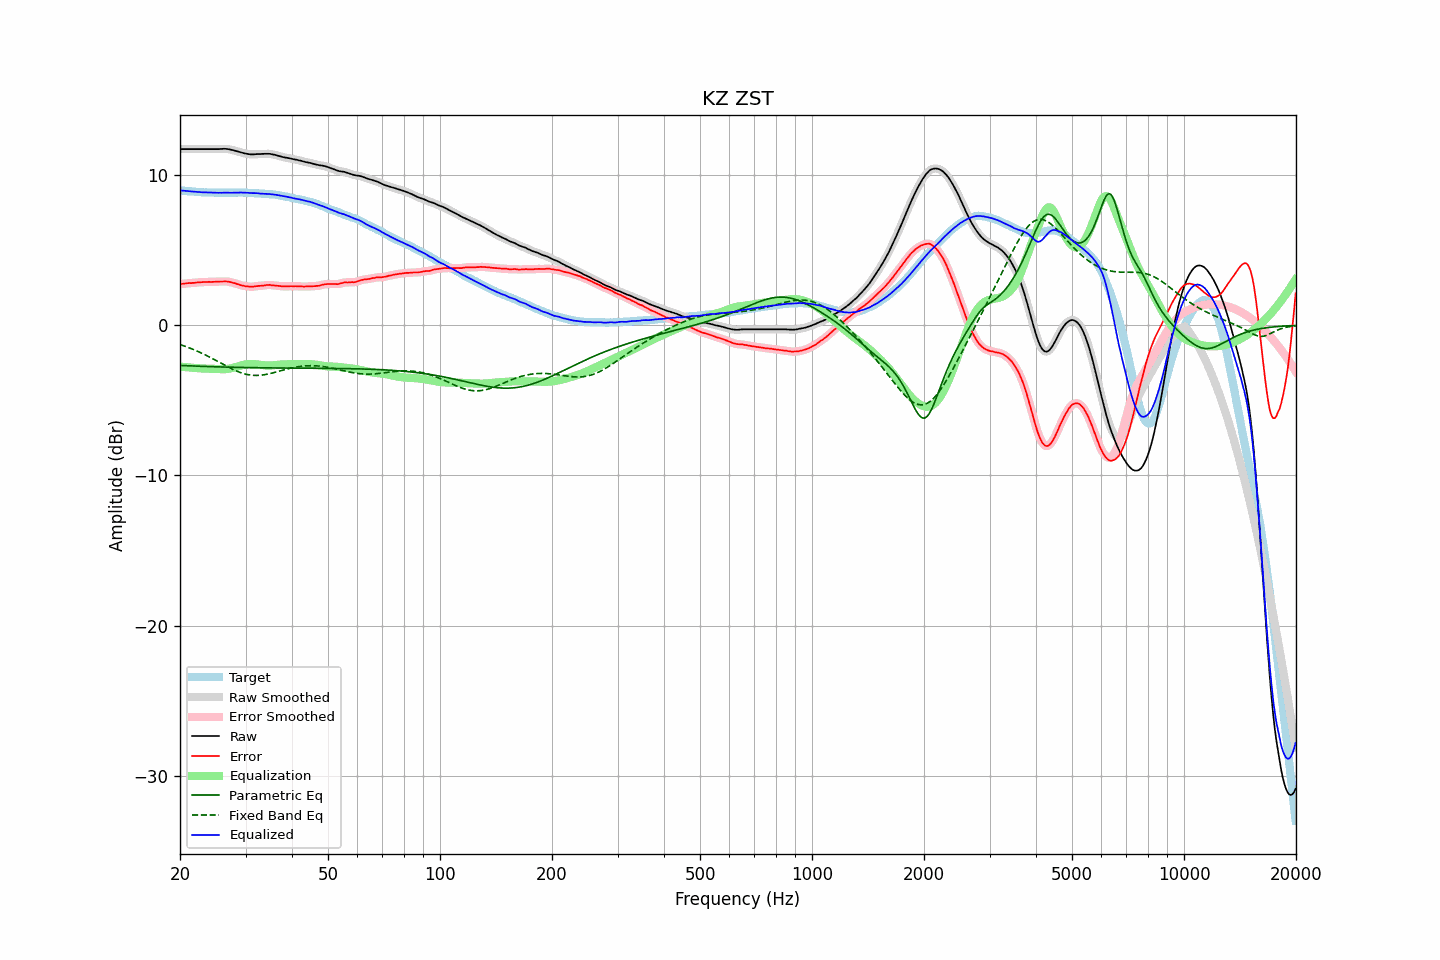 KZ ZST
Amplitude (dBr)
10
0
−10
−20
−30
Target
Raw Smoothed
Error Smoothed
Raw
Error
Equalization
Parametric Eq
Fixed Band Eq
Equalized
20 50 100 200 500 1000 2000 5000 10000 20000
Frequency (Hz)